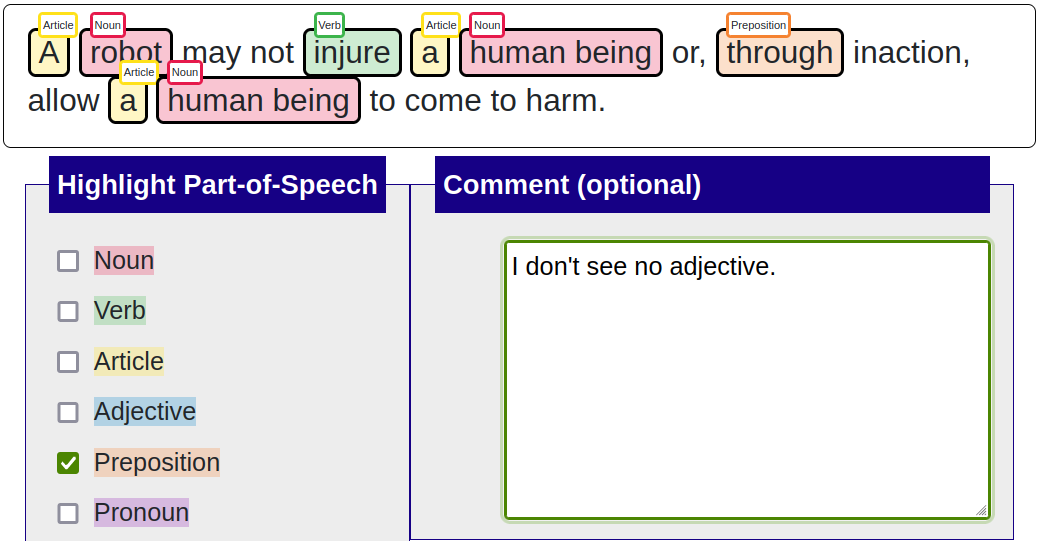 Article Noun Verb Article Noun Preposition
A robot may not injure a human being or, through inaction,
Article Noun
allow a human being to come to harm.
Highlight Part-of-Speech
Noun
Verb
Article
Adjective
Preposition
Pronoun
Comment (optional)
I don't see no adjective.